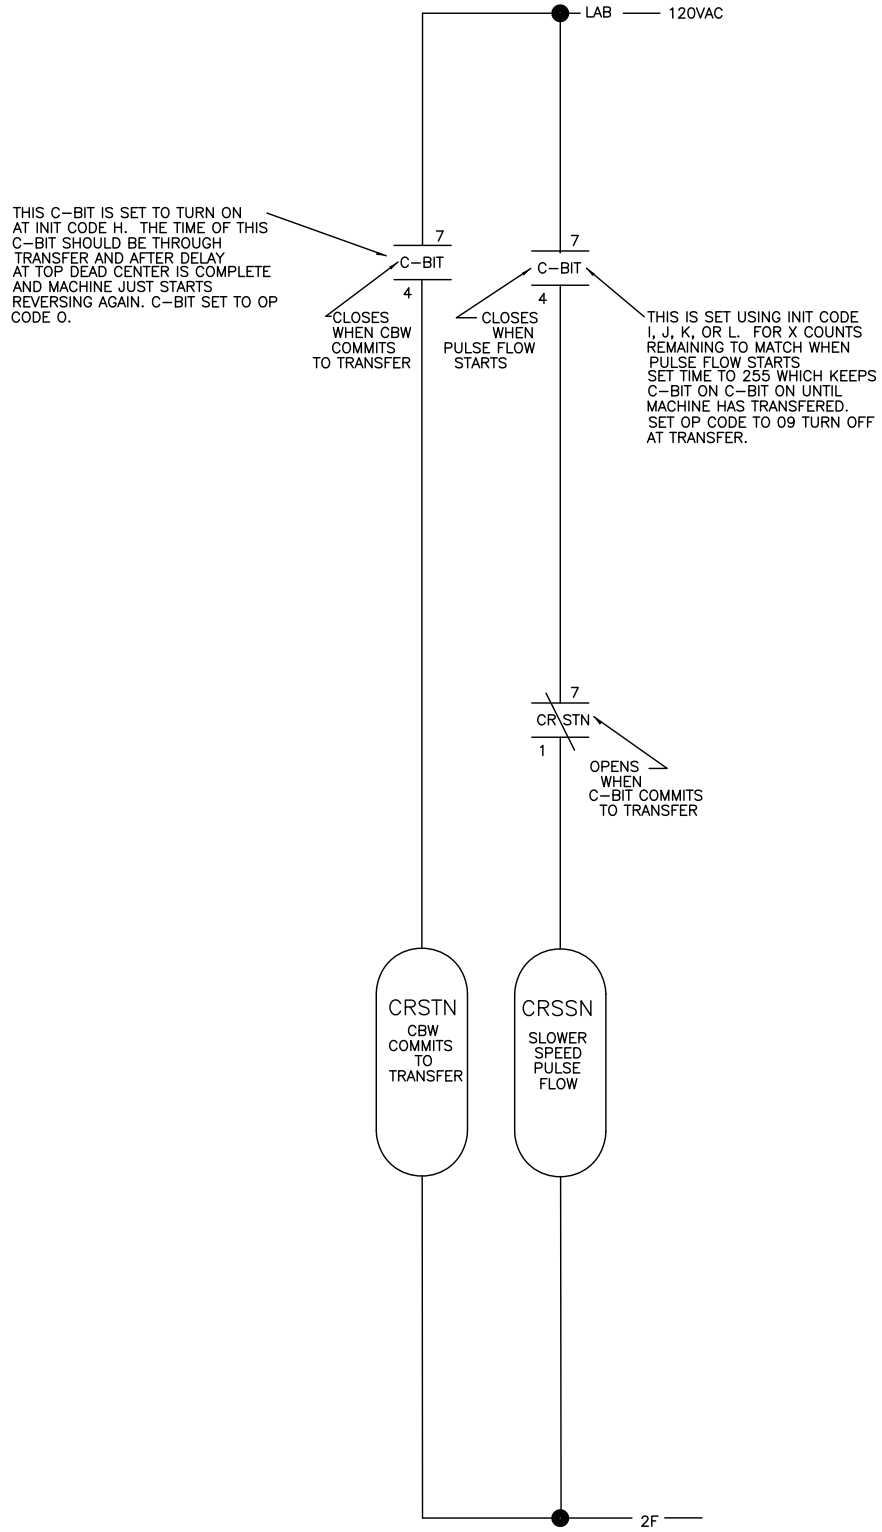 LAB 120VAC
THIS C-BIT IS SET TO TURN ON
AT INIT CODE H. THE TIME OF THIS
C-BIT SHOULD BE THROUGH
TRANSFER AND AFTER DELAY
AT TOP DEAD CENTER IS COMPLETE
AND MACHINE JUST STARTS
REVERSING AGAIN. C-BIT SET TO OP
CODE O.
7
C-BIT
4
CLOSES
WHEN CBW
COMMITS
TO TRANSFER
7
C-BIT
4
CLOSES
WHEN
PULSE FLOW
STARTS
THIS IS SET USING INIT CODE
I, J, K, OR L. FOR X COUNTS
REMAINING TO MATCH WHEN
PULSE FLOW STARTS
SET TIME TO 255 WHICH KEEPS
C-BIT ON C-BIT ON UNTIL
MACHINE HAS TRANSFERED.
SET OP CODE TO 09 TURN OFF
AT TRANSFER.
7
CRSTN
1
OPENS
WHEN
C-BIT COMMITS
TO TRANSFER
CRSTN
CBW
COMMITS
TO
TRANSFER
CRSSN
SLOWER
SPEED
PULSE
FLOW
2F